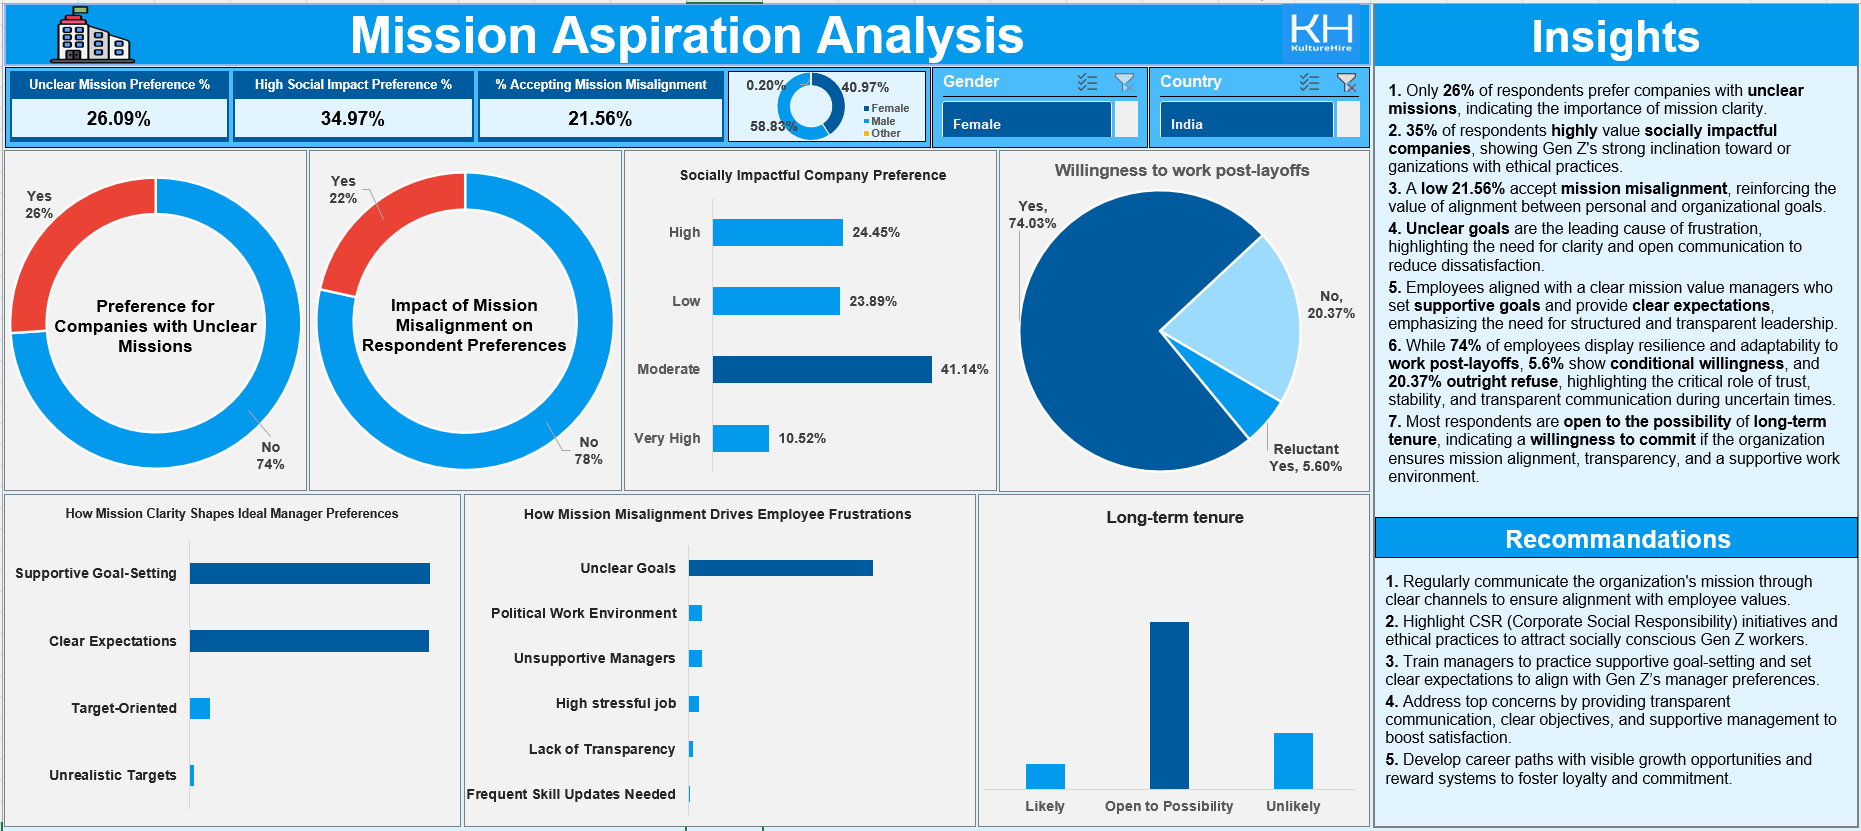 Mission Aspiration Analysis
KH
KultureHire
Unclear Mission Preference %
26.09%
High Social Impact Preference %
34.97%
% Accepting Mission Misalignment
21.56%
0.20%
40.97%
58.83%
Female
Male
Other
Gender
Female
Country
India
Yes
26%
Preference for
Companies with Unclear
Missions
No
74%
Yes
22%
Impact of Mission
Misalignment on
Respondent Preferences
No
78%
Socially Impactful Company Preference
High
24.45%
Low
23.89%
Moderate
41.14%
Very High
10.52%
Willingness to work post-layoffs
Yes,
74.03%
No,
20.37%
Reluctant
Yes, 5.60%
How Mission Clarity Shapes Ideal Manager Preferences
Supportive Goal-Setting
Clear Expectations
Target-Oriented
Unrealistic Targets
How Mission Misalignment Drives Employee Frustrations
Unclear Goals
Political Work Environment
Unsupportive Managers
High stressful job
Lack of Transparency
Frequent Skill Updates Needed
Long-term tenure
Likely
Open to Possibility
Unlikely
Insights
1. Only 26% of respondents prefer companies with unclear
missions, indicating the importance of mission clarity.
2. 35% of respondents highly value socially impactful
companies, showing Gen Z's strong inclination toward or
ganizations with ethical practices.
3. A low 21.56% accept mission misalignment, reinforcing the
value of alignment between personal and organizational goals.
4. Unclear goals are the leading cause of frustration,
highlighting the need for clarity and open communication to
reduce dissatisfaction.
5. Employees aligned with a clear mission value managers who
set supportive goals and provide clear expectations,
emphasizing the need for structured and transparent leadership.
6. While 74% of employees display resilience and adaptability to
work post-layoffs, 5.6% show conditional willingness, and
20.37% outright refuse, highlighting the critical role of trust,
stability, and transparent communication during uncertain times.
7. Most respondents are open to the possibility of long-term
tenure, indicating a willingness to commit if the organization
ensures mission alignment, transparency, and a supportive work
environment.
Recommandations
1. Regularly communicate the organization's mission through
clear channels to ensure alignment with employee values.
2. Highlight CSR (Corporate Social Responsibility) initiatives and
ethical practices to attract socially conscious Gen Z workers.
3. Train managers to practice supportive goal-setting and set
clear expectations to align with Gen Z's manager preferences.
4. Address top concerns by providing transparent
communication, clear objectives, and supportive management to
boost satisfaction.
5. Develop career paths with visible growth opportunities and
reward systems to foster loyalty and commitment.